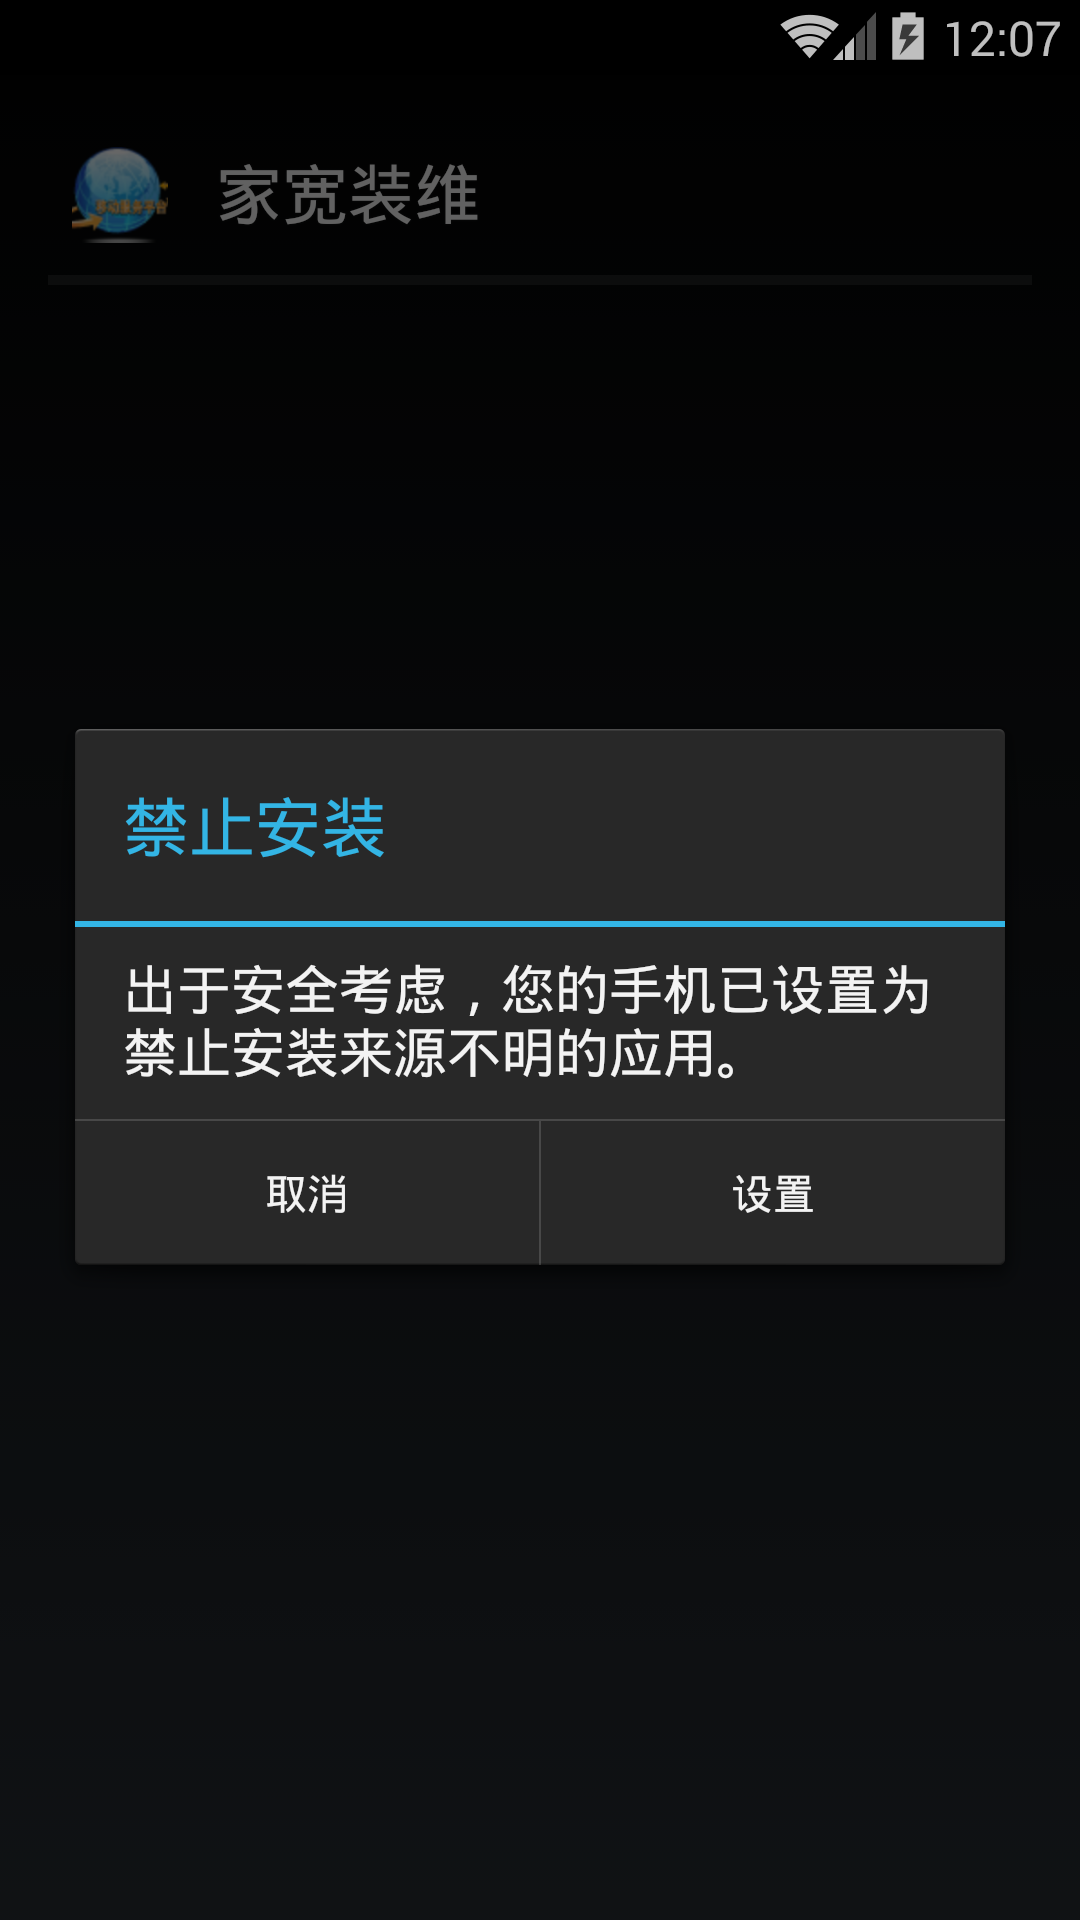 12:07
家宽装维
禁止安装
出于安全考虑，您的手机已设置为
禁止安装来源不明的应用。
取消
设置